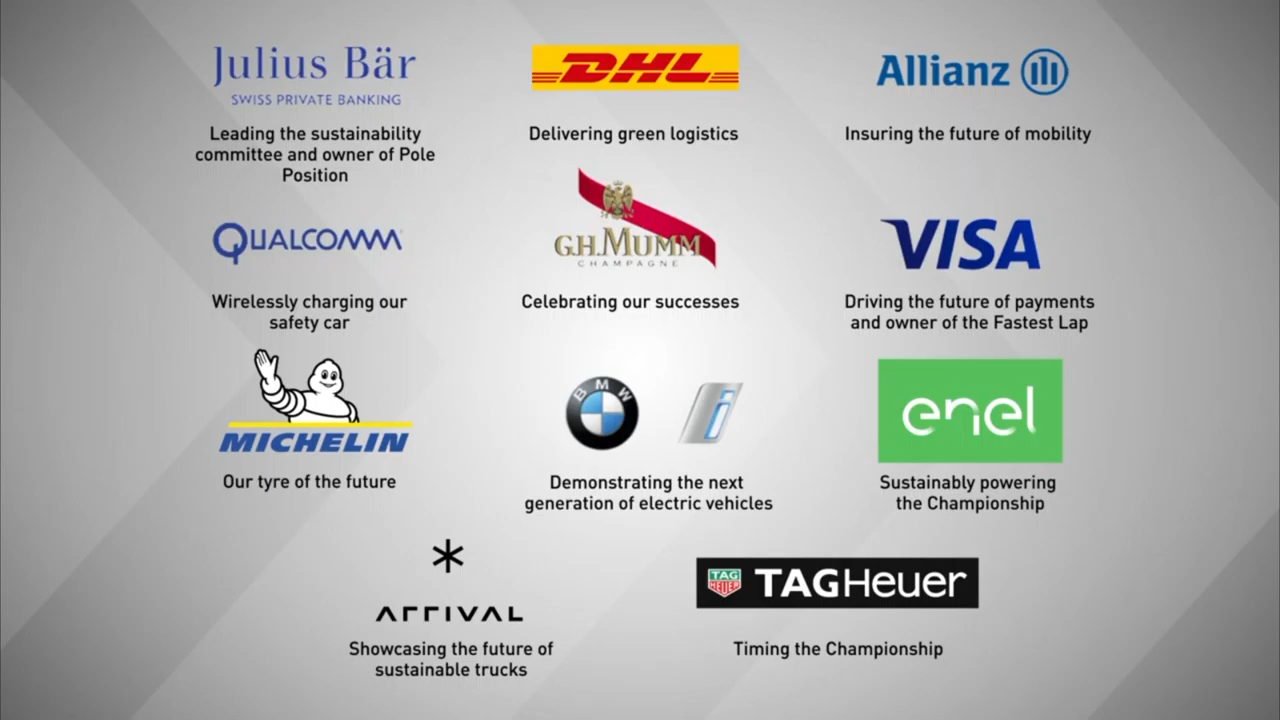 Julius Bär
SWISS PRIVATE BANKING
Leading the sustainability
committee and owner of Pole
Position
DHL
Delivering green logistics
Allianz
Insuring the future of mobility
QUALCOMM
Wirelessly charging our
safety car
G.H.MUMM
CHAMPAGNE
Celebrating our successes
VISA
Driving the future of payments
and owner of the Fastest Lap
MICHELIN
Our tyre of the future
BMW i
Demonstrating the next
generation of electric vehicles
enel
Sustainably powering
the Championship
ARRIVAL
Showcasing the future of
sustainable trucks
TAG HEUER
TAGHeuer
Timing the Championship